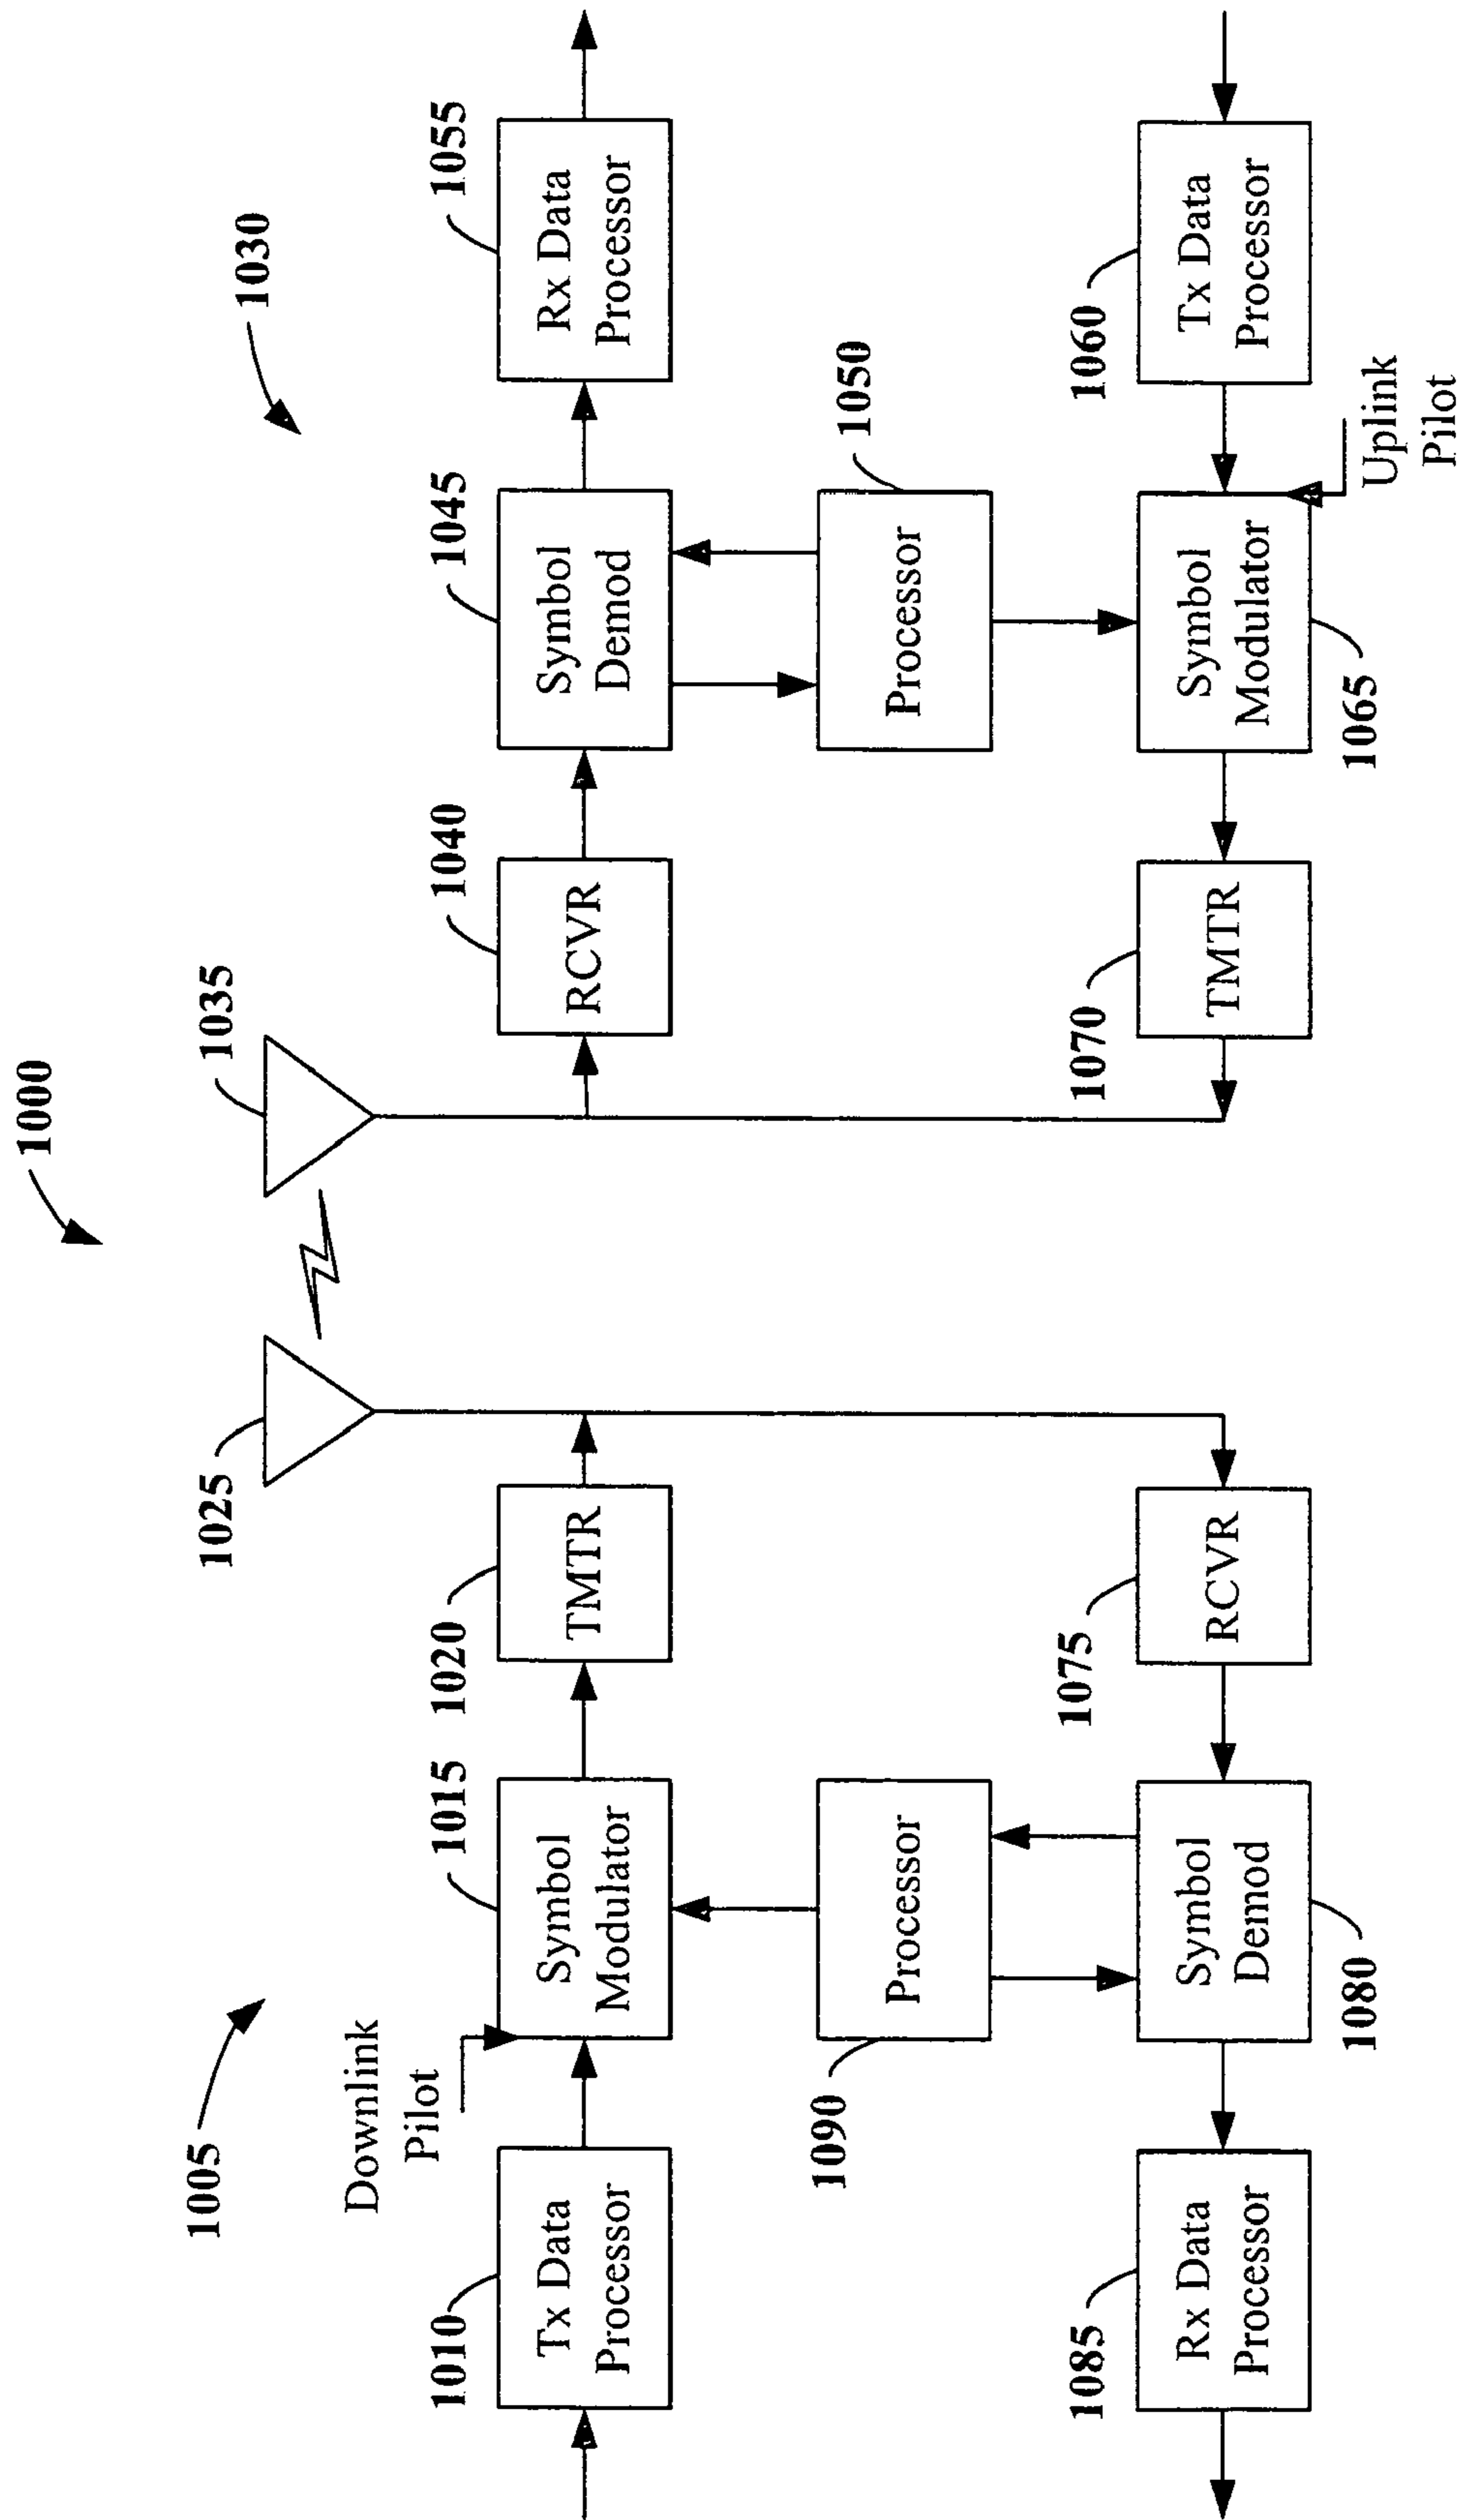 1000
1005
1030
1025
1035
Downlink
Pilot
1010
1015
1020
1040
1045
1055
Tx Data
Processor
Symbol
Modulator
TMTR
RCVR
Symbol
Demod
Rx Data
Processor
1090
Processor
Processor
1050
1085
1075
1070
1060
Rx Data
Processor
Symbol
Demod
RCVR
TMTR
Symbol
Modulator
Tx Data
Processor
1080
1065
Uplink
Pilot